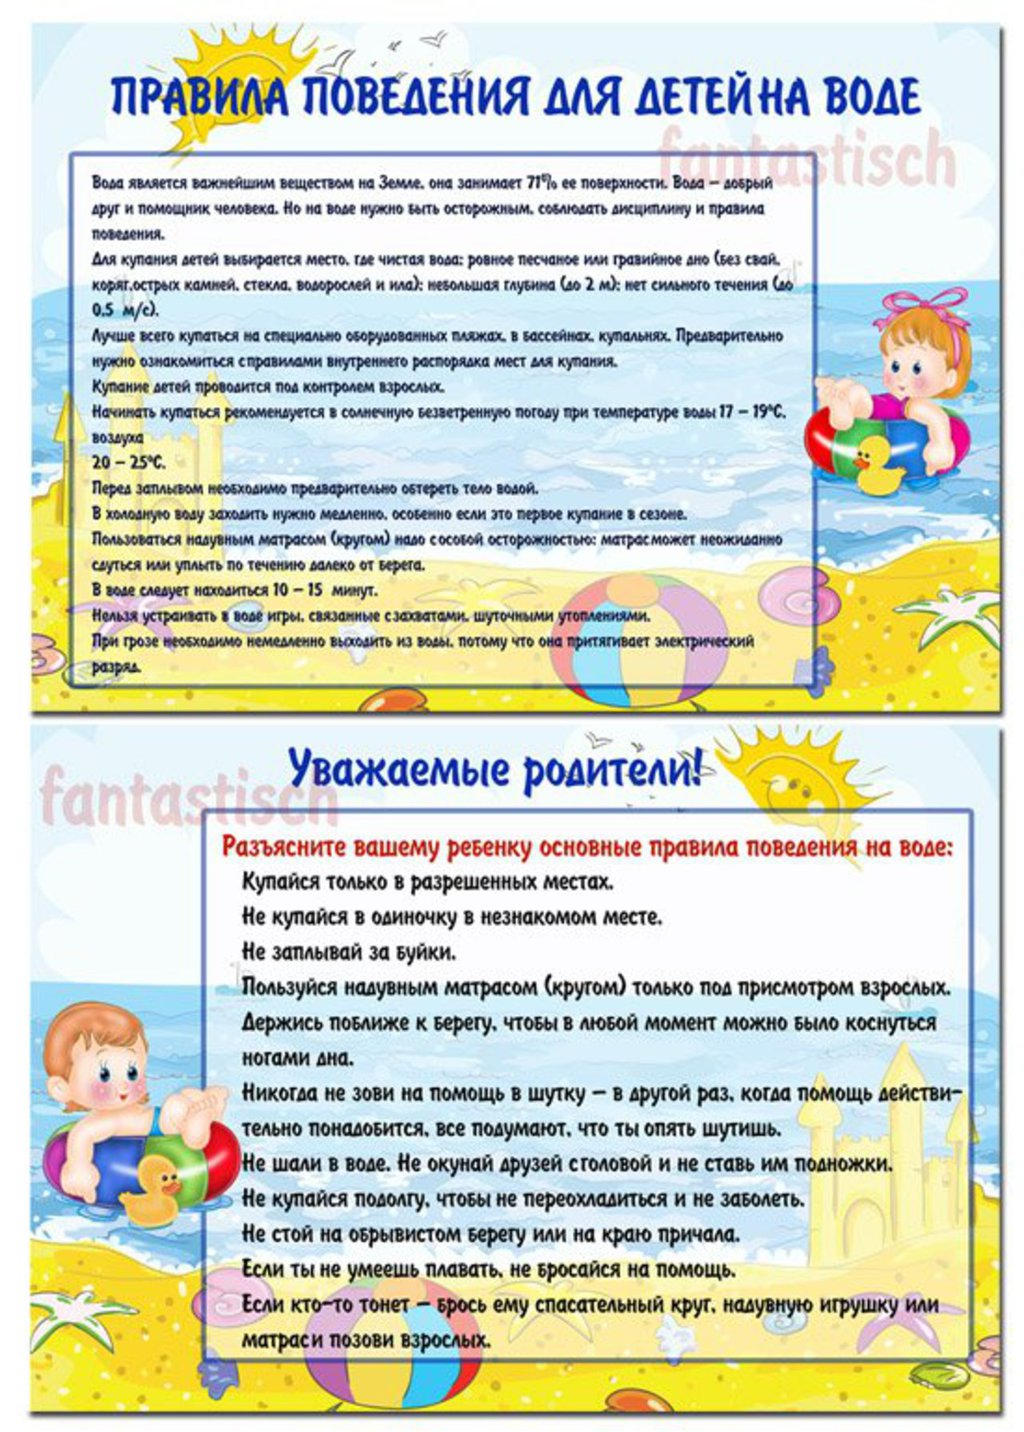 ПРАВИЛА ПОВЕДЕНИЯ ДЛЯ ДЕТЕЙ НА ВОДЕ
fantastisch
Вода является важнейшим веществом на Земле, она занимает 71% ее поверхности. Вода – добрый
друг и помощник человека. Но на воде нужно быть осторожным, соблюдать дисциплину и правила
поведения.
Для купания детей выбирается место, где чистая вода; ровное песчаное или гравийное дно (без свай,
коряг,острых камней, стекла, водорослей и ила); небольшая глубина (до 2 м); нет сильного течения (до
0,5 м/с).
Лучше всего купаться на специально оборудованных пляжах, в бассейнах, купальнях. Предварительно
нужно ознакомиться с правилами внутреннего распорядка мест для купания.
Купание детей проводится под контролем взрослых.
Начинать купаться рекомендуется в солнечную безветренную погоду при температуре воды 17 – 19°С,
воздуха
20 – 25°С.
Перед заплывом необходимо предварительно обтереть тело водой.
В холодную воду заходить нужно медленно, особенно если это первое купание в сезоне.
Пользоваться надувным матрасом (кругом) надо с особой осторожностью: матрас может неожиданно
сдуться или уплыть по течению далеко от берега.
В воде следует находиться 10 – 15 минут.
Нельзя устраивать в воде игры, связанные с захватами, шуточными утоплениями.
При грозе необходимо немедленно выходить из воды, потому что она притягивает электрический
разряд.
Уважаемые родители!
fantastisch
Разъясните вашему ребенку основные правила поведения на воде:
Купайся только в разрешенных местах.
Не купайся в одиночку в незнакомом месте.
Не заплывай за буйки.
Пользуйся надувным матрасом (кругом) только под присмотром взрослых.
Держись поближе к берегу, чтобы в любой момент можно было коснуться
ногами дна.
Никогда не зови на помощь в шутку – в другой раз, когда помощь действи-
тельно понадобится, все подумают, что ты опять шутишь.
Не шали в воде. Не окунай друзей с головой и не ставь им подножки.
Не купайся подолгу, чтобы не переохладиться и не заболеть.
Не стой на обрывистом берегу или на краю причала.
Если ты не умеешь плавать, не бросайся на помощь.
Если кто-то тонет – брось ему спасательный круг, надувную игрушку или
матрас и позови взрослых.